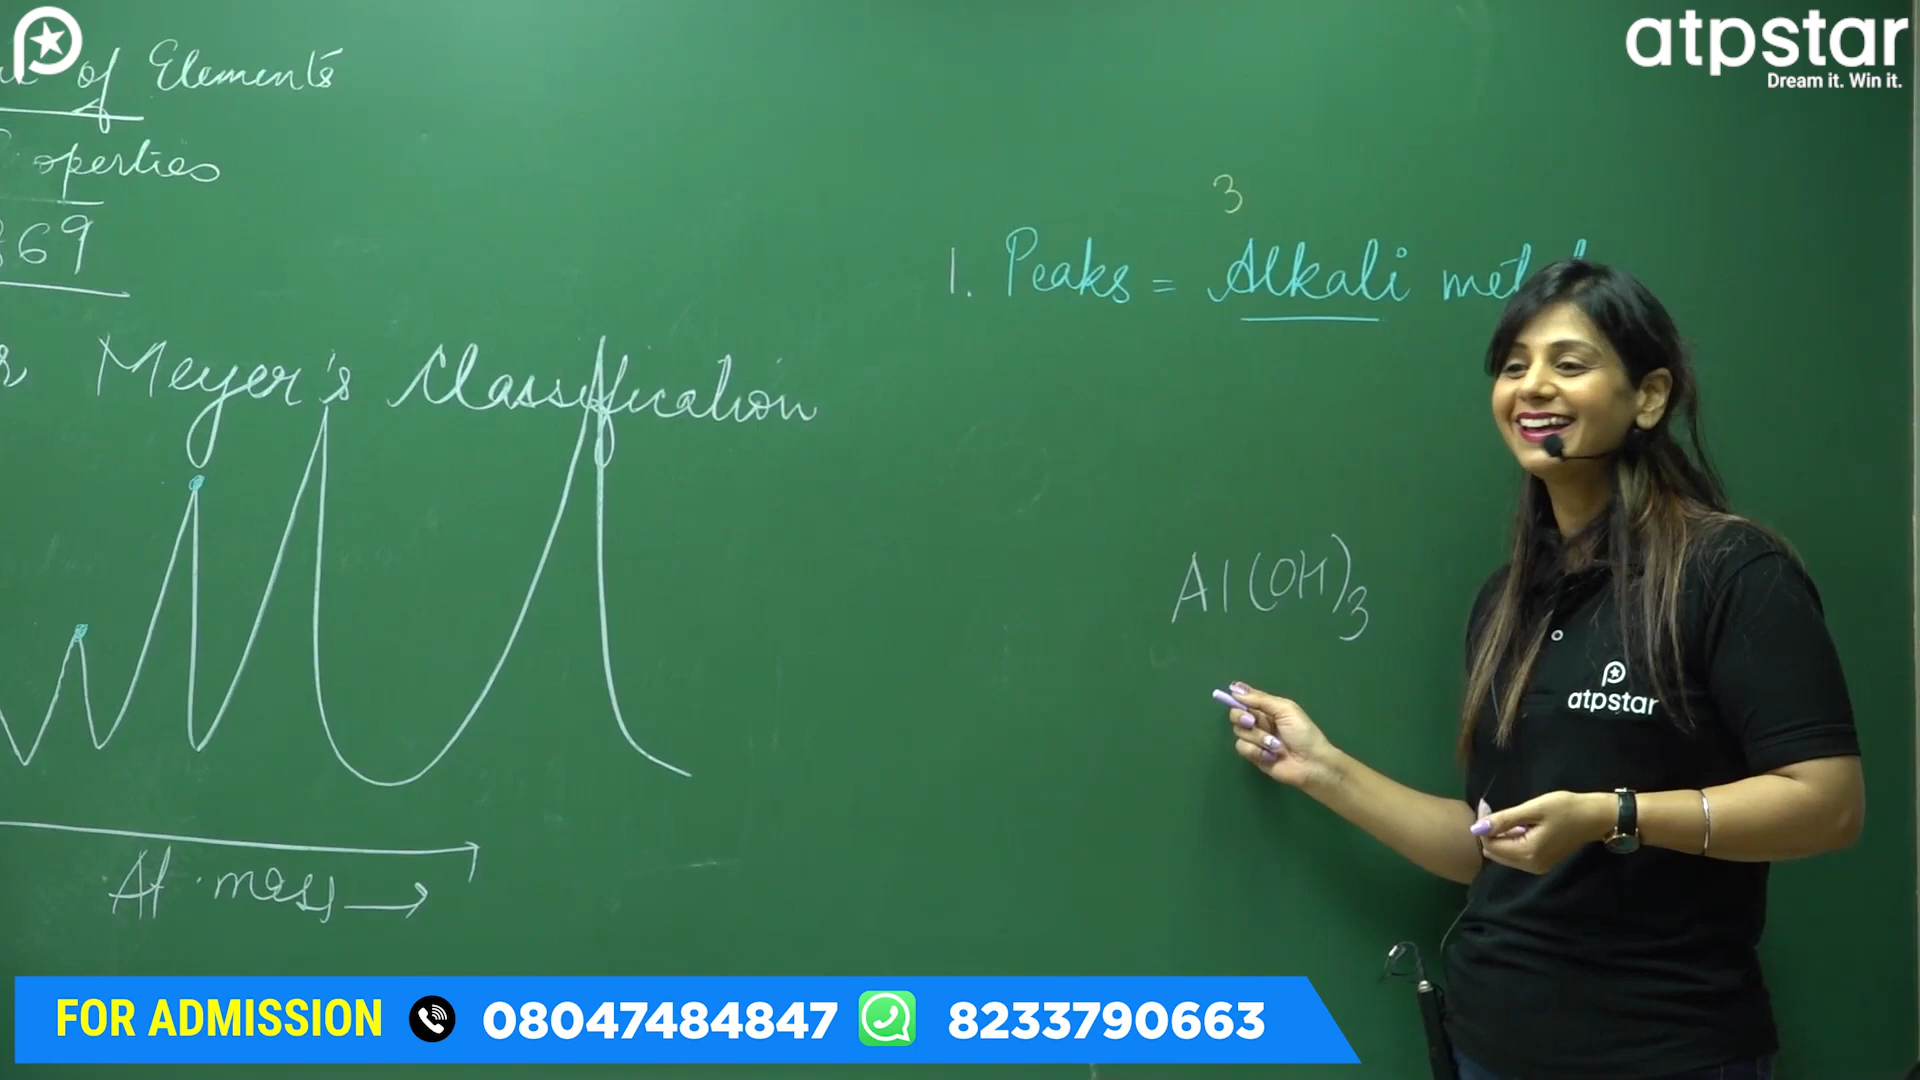 atpstar
Dream it. Win it.
of Elements
operties
69
Meyer's Classification
At. mass →
3
1. Peaks = Alkali
Al(OH)3
atpstar
FOR ADMISSION 08047484847 8233790663